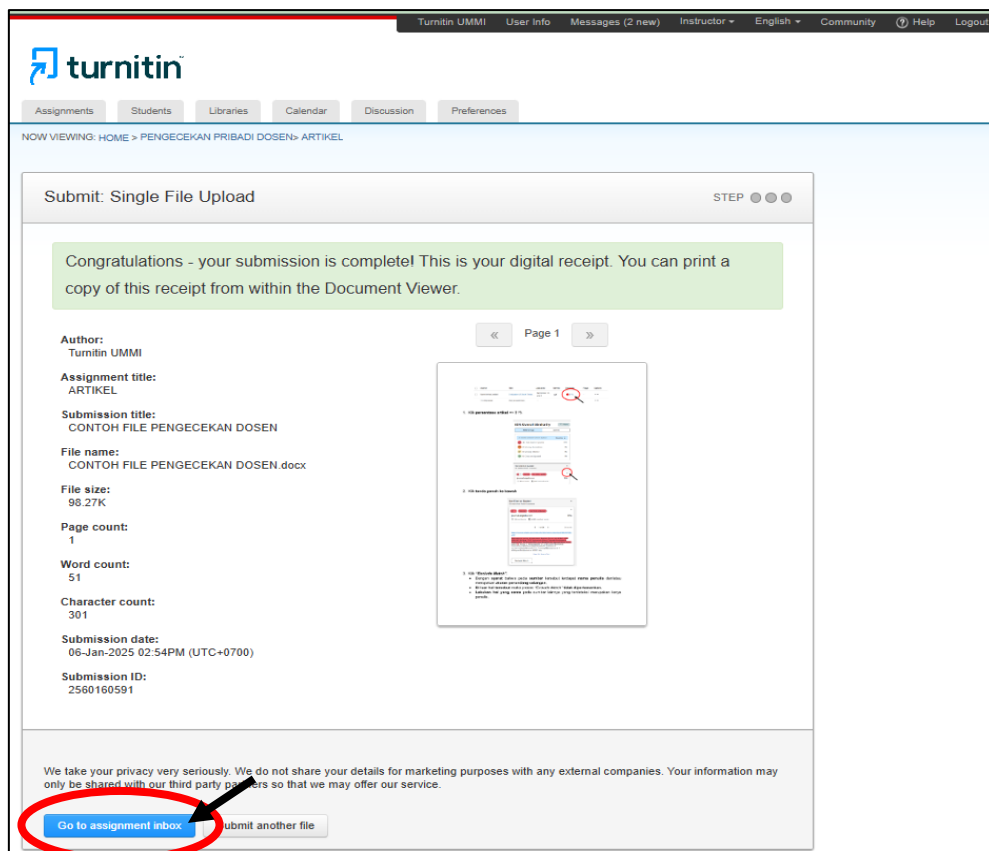 Turnitin UMMI User Info Messages (2 new) Instructor English Community Help Logout
turnitin
Assignments Students Libraries Calendar Discussion Preferences
NOW VIEWING: HOME > PENGECEKAN PRIBADI DOSEN> ARTIKEL
Submit: Single File Upload STEP
Congratulations - your submission is complete! This is your digital receipt. You can print a
copy of this receipt from within the Document Viewer.
« Page 1 »
Author:
Turnitin UMMI
Assignment title:
ARTIKEL
Submission title:
CONTOH FILE PENGECEKAN DOSEN
File name:
CONTOH FILE PENGECEKAN DOSEN.docx
File size:
98.27K
Page count:
1
Word count:
51
Character count:
301
Submission date:
06-Jan-2025 02:54PM (UTC+0700)
Submission ID:
2560160591
We take your privacy very seriously. We do not share your details for marketing purposes with any external companies. Your information may
only be shared with our third party partners so that we may offer our service.
Go to assignment inbox Submit another file